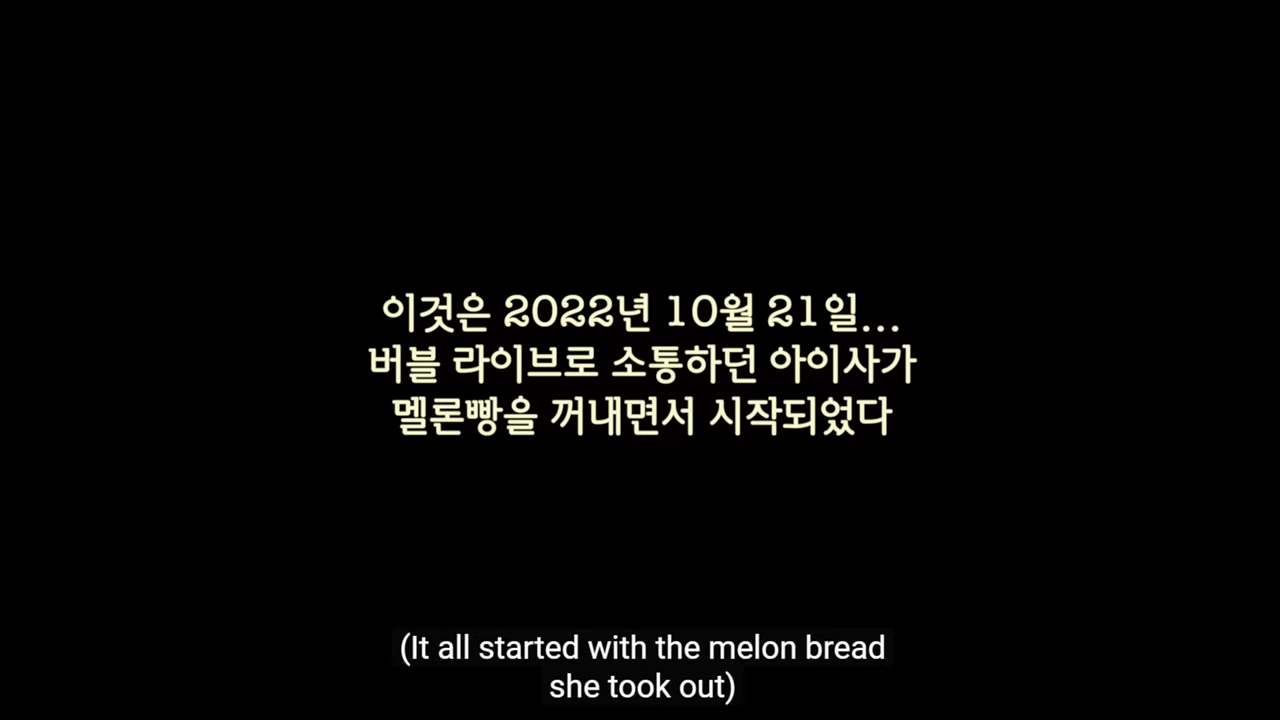 이것은 2022년 10월 21일...
버블 라이브로 소통하던 아이사가
멜론빵을 꺼내면서 시작되었다
(It all started with the melon bread
she took out)